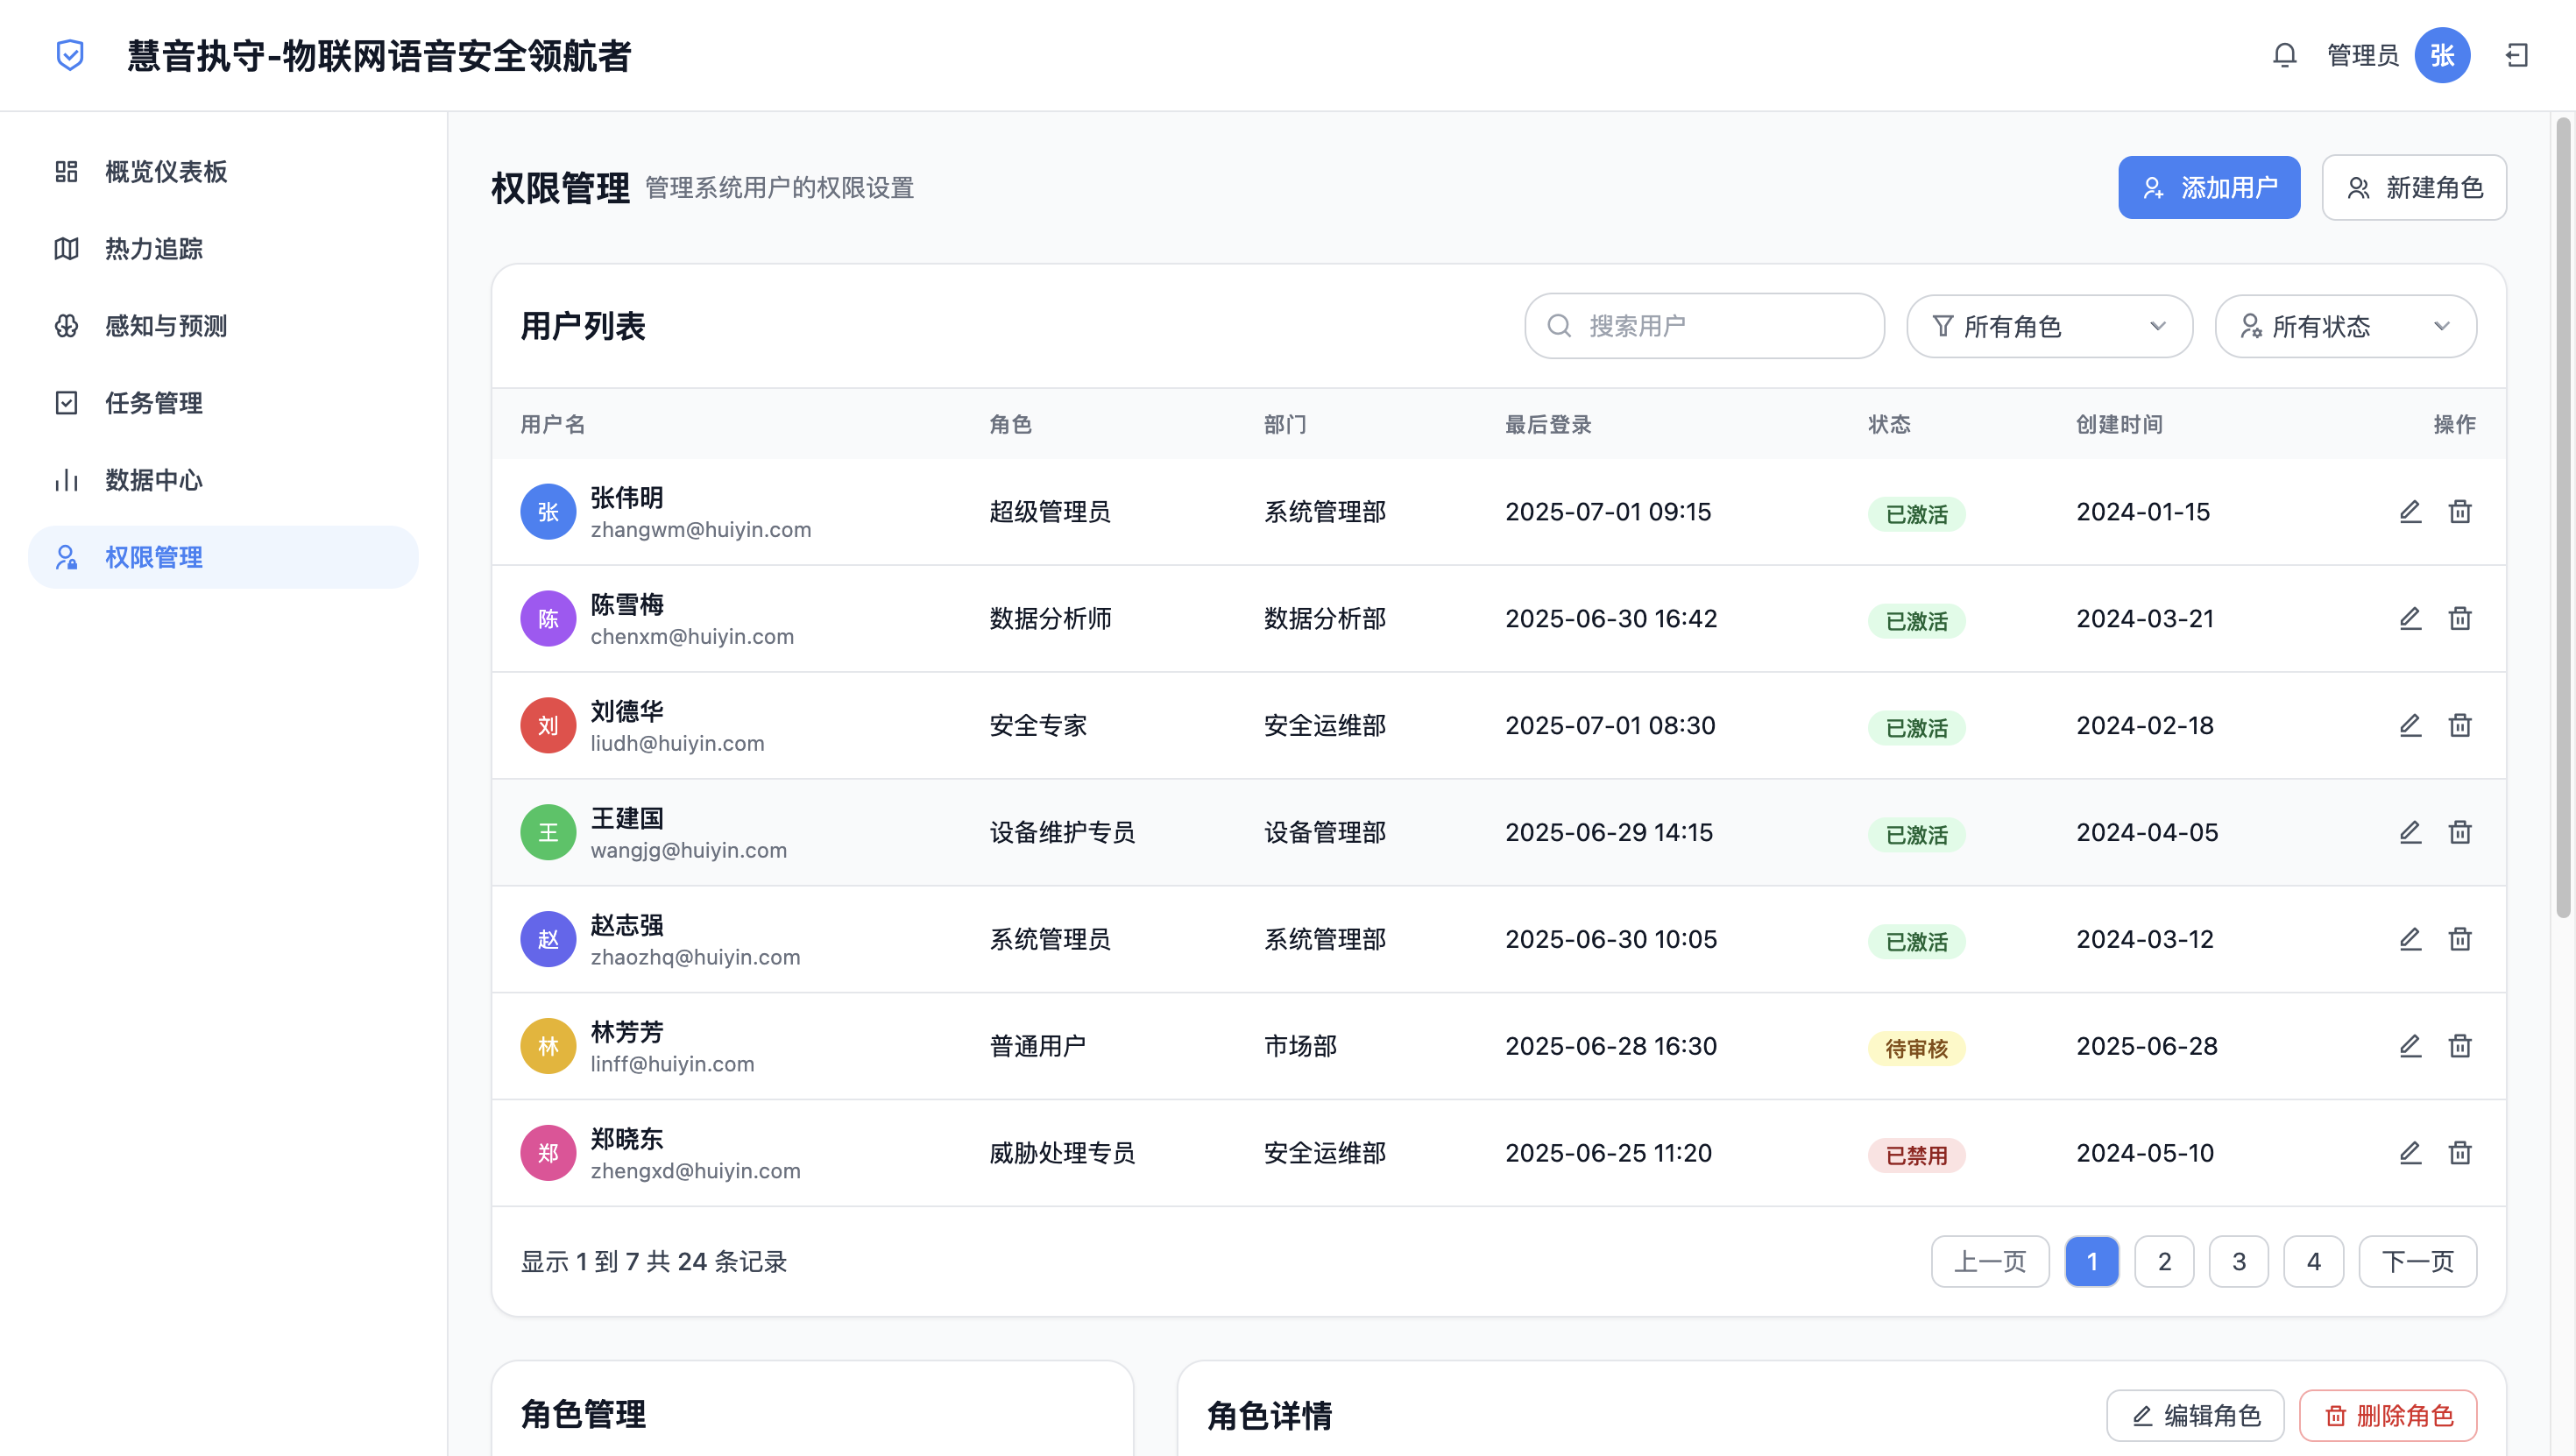 慧音执守-物联网语音安全领航者
管理员 张
概览仪表板
热力追踪
感知与预测
任务管理
数据中心
权限管理
权限管理 管理系统用户的权限设置
添加用户 新建角色
用户列表 搜索用户 所有角色 所有状态
用户名 角色 部门 最后登录 状态 创建时间 操作
张 张伟明 超级管理员 系统管理部 2025-07-01 09:15 已激活 2024-01-15
zhangwm@huiyin.com
陈 陈雪梅 数据分析师 数据分析部 2025-06-30 16:42 已激活 2024-03-21
chenxm@huiyin.com
刘 刘德华 安全专家 安全运维部 2025-07-01 08:30 已激活 2024-02-18
liudh@huiyin.com
王 王建国 设备维护专员 设备管理部 2025-06-29 14:15 已激活 2024-04-05
wangjg@huiyin.com
赵 赵志强 系统管理员 系统管理部 2025-06-30 10:05 已激活 2024-03-12
zhaozhq@huiyin.com
林 林芳芳 普通用户 市场部 2025-06-28 16:30 待审核 2025-06-28
linff@huiyin.com
郑 郑晓东 威胁处理专员 安全运维部 2025-06-25 11:20 已禁用 2024-05-10
zhengxd@huiyin.com
显示 1 到 7 共 24 条记录 上一页 1 2 3 4 下一页
角色管理
角色详情 编辑角色 删除角色